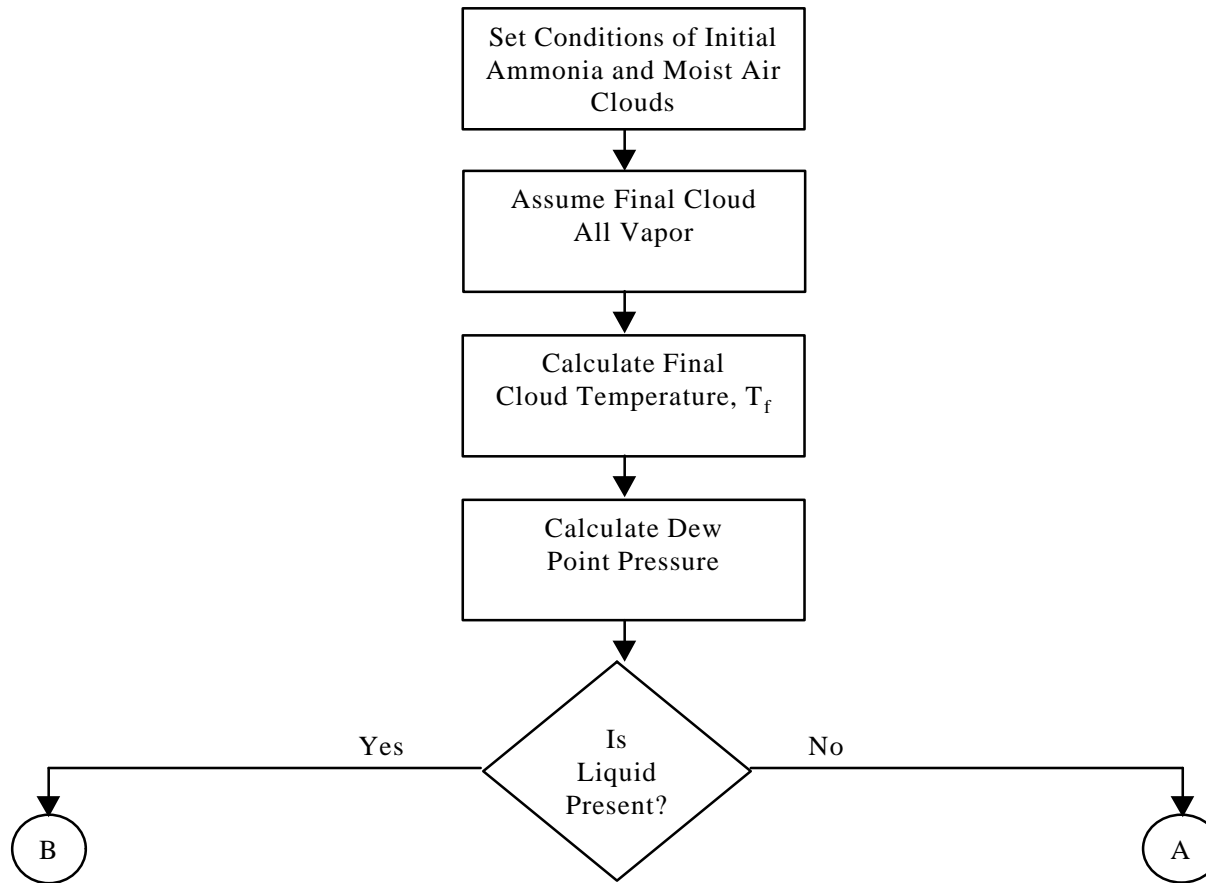 Set Conditions of Initial
Ammonia and Moist Air
Clouds
Assume Final Cloud
All Vapor
Calculate Final
Cloud Temperature, T_f
Calculate Dew
Point Pressure
Is
Liquid
Present?
Yes
No
B
A